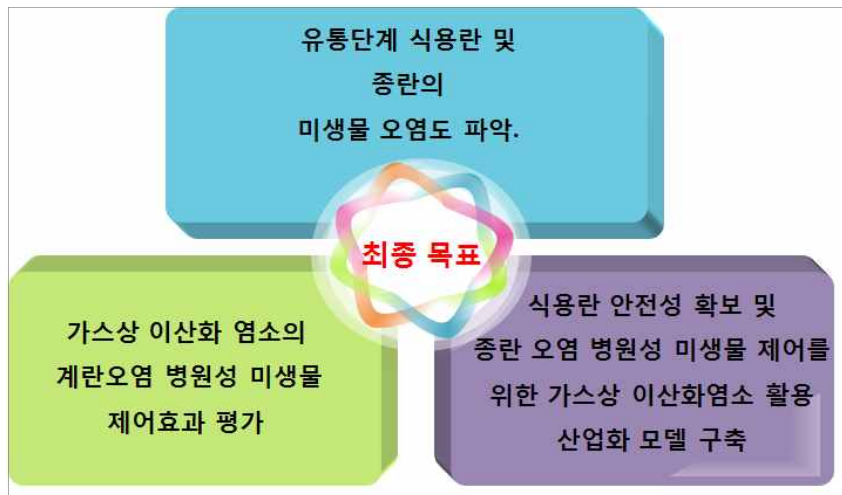 유통단계 식용란 및
종란의
미생물 오염도 파악.
최종 목표
가스상 이산화 염소의
계란오염 병원성 미생물
제어효과 평가
식용란 안전성 확보 및
종란 오염 병원성 미생물 제어를
위한 가스상 이산화염소 활용
산업화 모델 구축